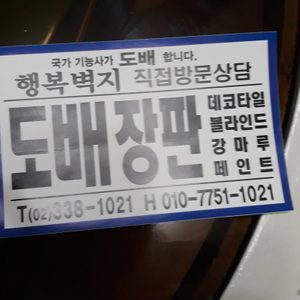 국가 기능사가 도배 합니다.
행복벽지 직접방문상담
도배장판
데코타일
블라인드
강마루
페인트
T(02)338-1021 H 010-7751-1021